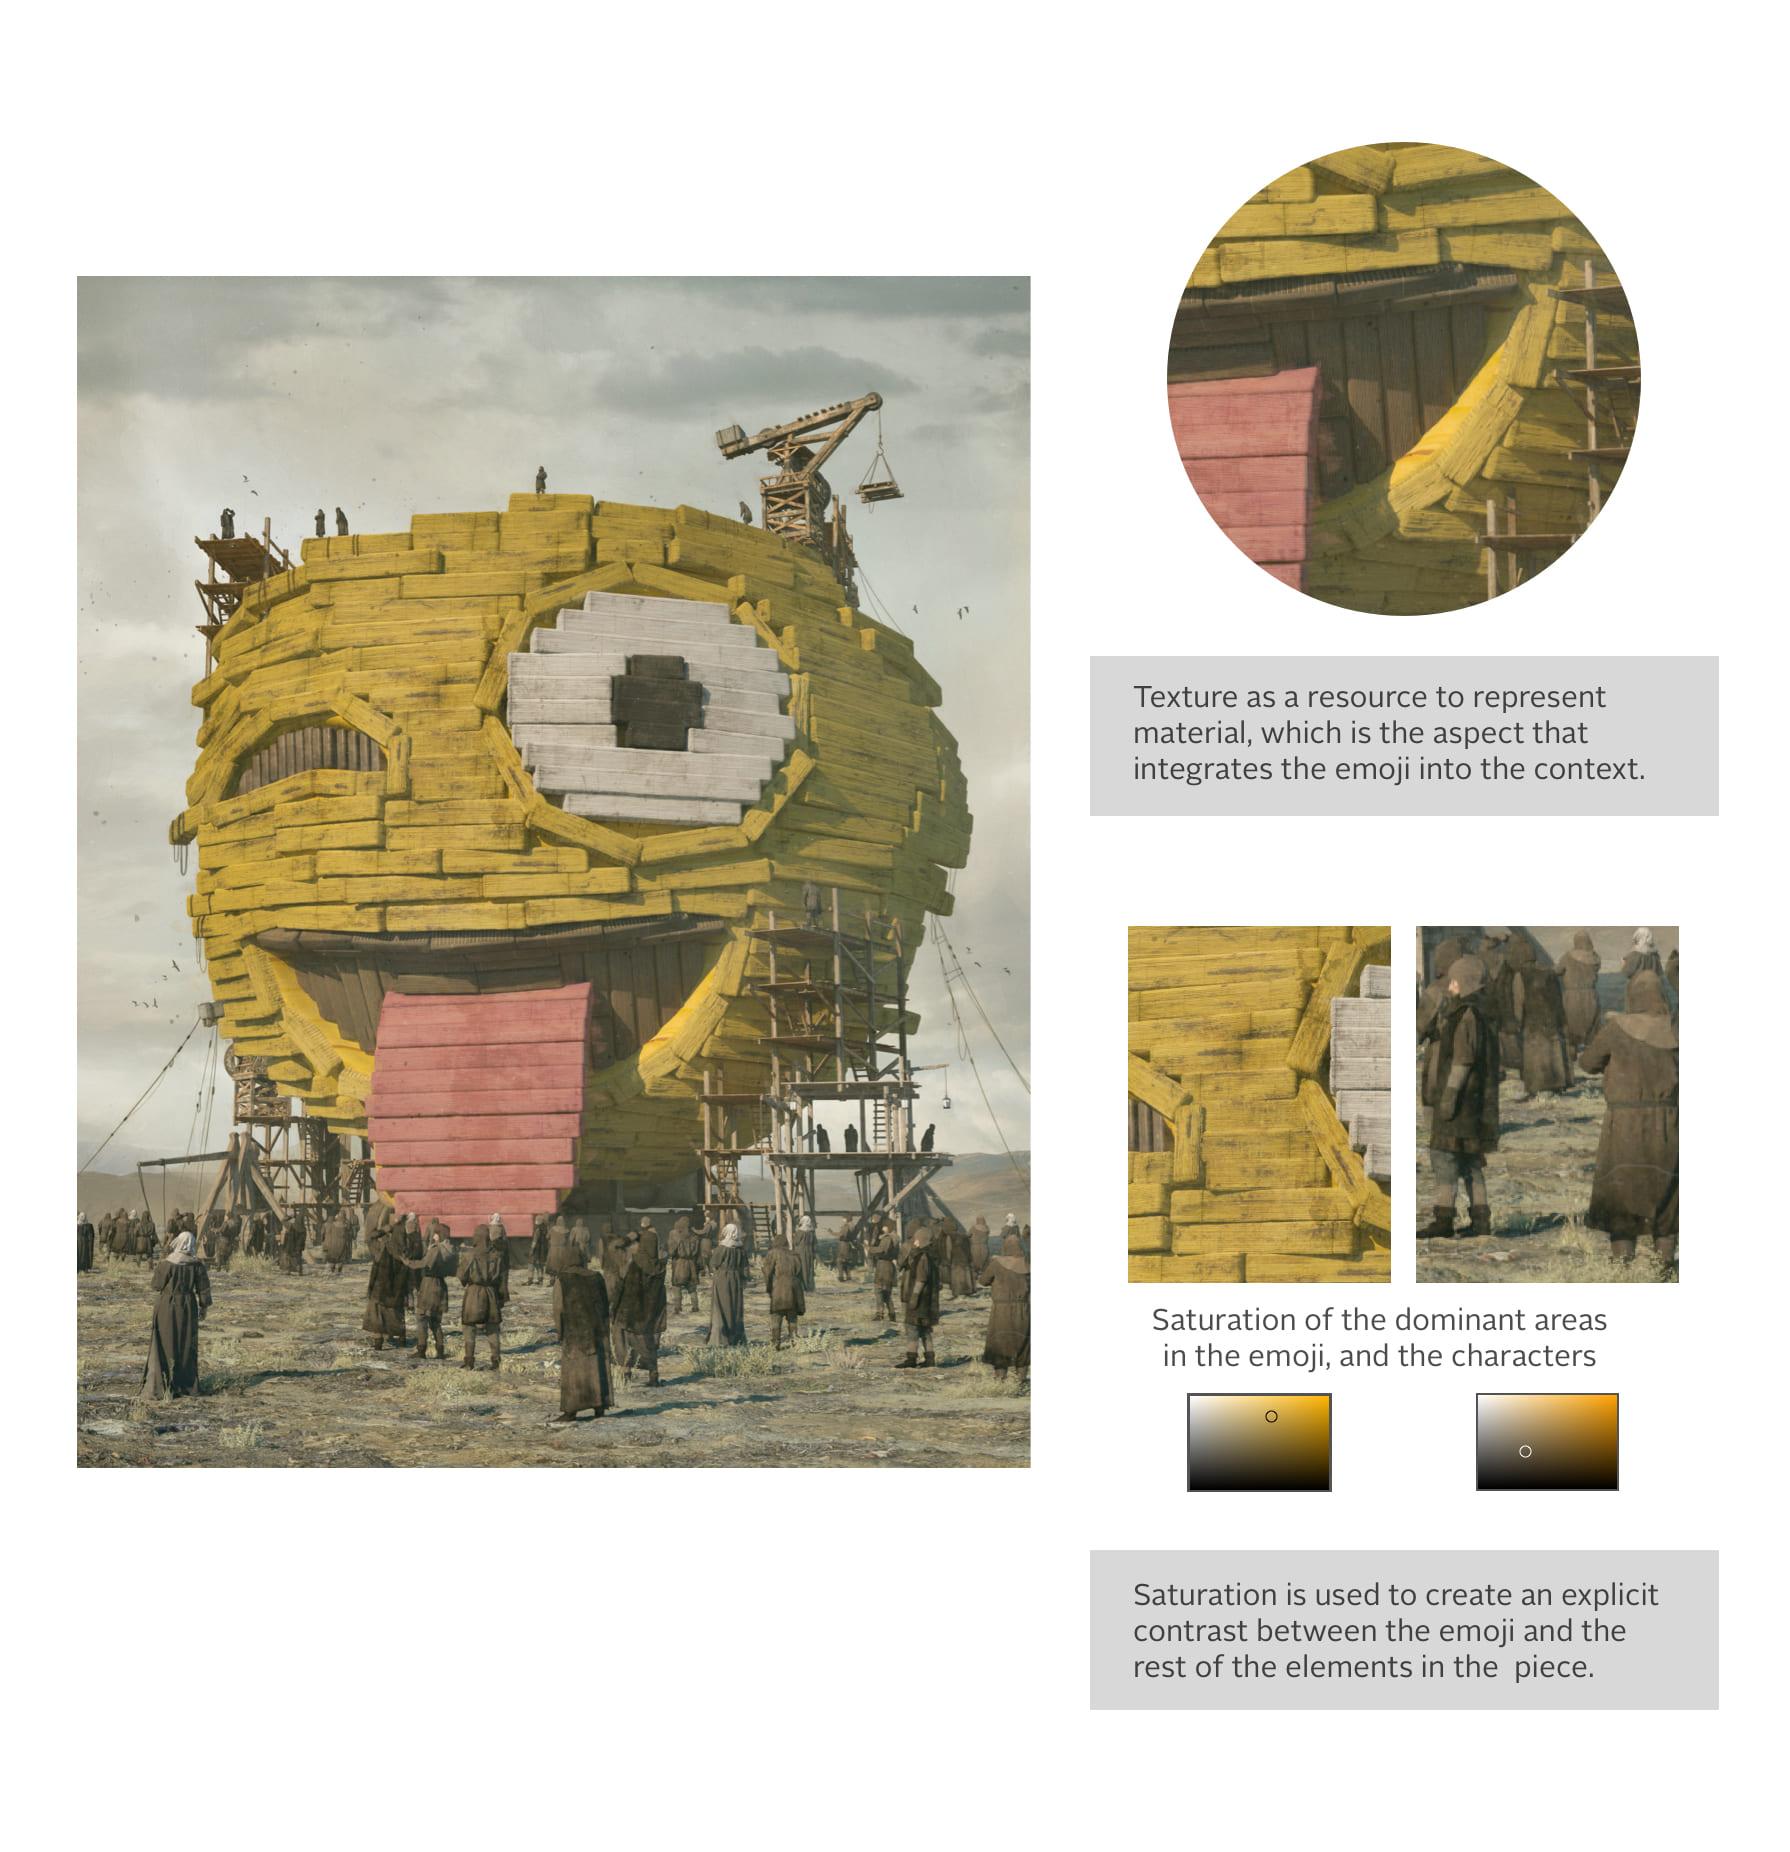 Texture as a resource to represent
material, which is the aspect that
integrates the emoji into the context.
Saturation of the dominant areas
in the emoji, and the characters
Saturation is used to create an explicit
contrast between the emoji and the
rest of the elements in the  piece.